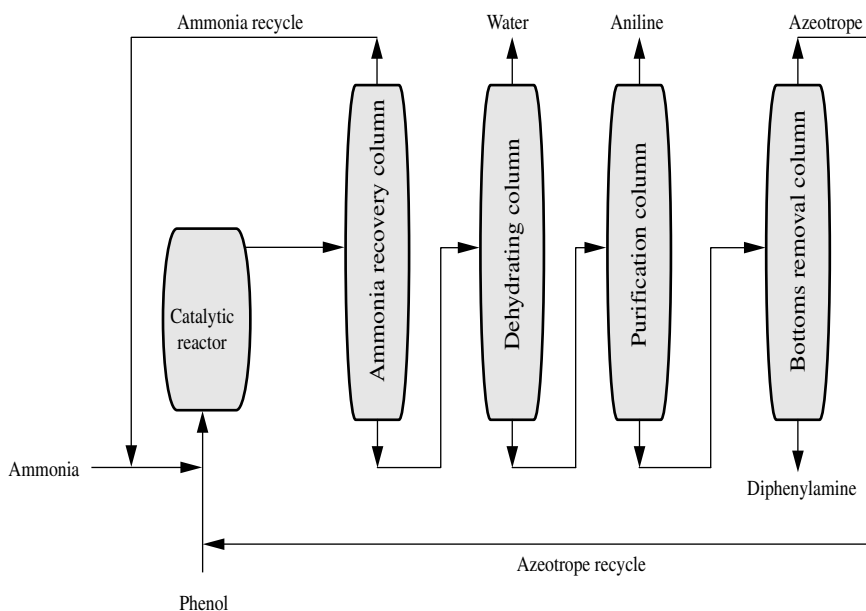 Ammonia recycle
Water
Aniline
Azeotrope
Ammonia recovery column
Dehydrating column
Purification column
Bottoms removal column
Catalytic
reactor
Ammonia
Diphenylamine
Azeotrope recycle
Phenol